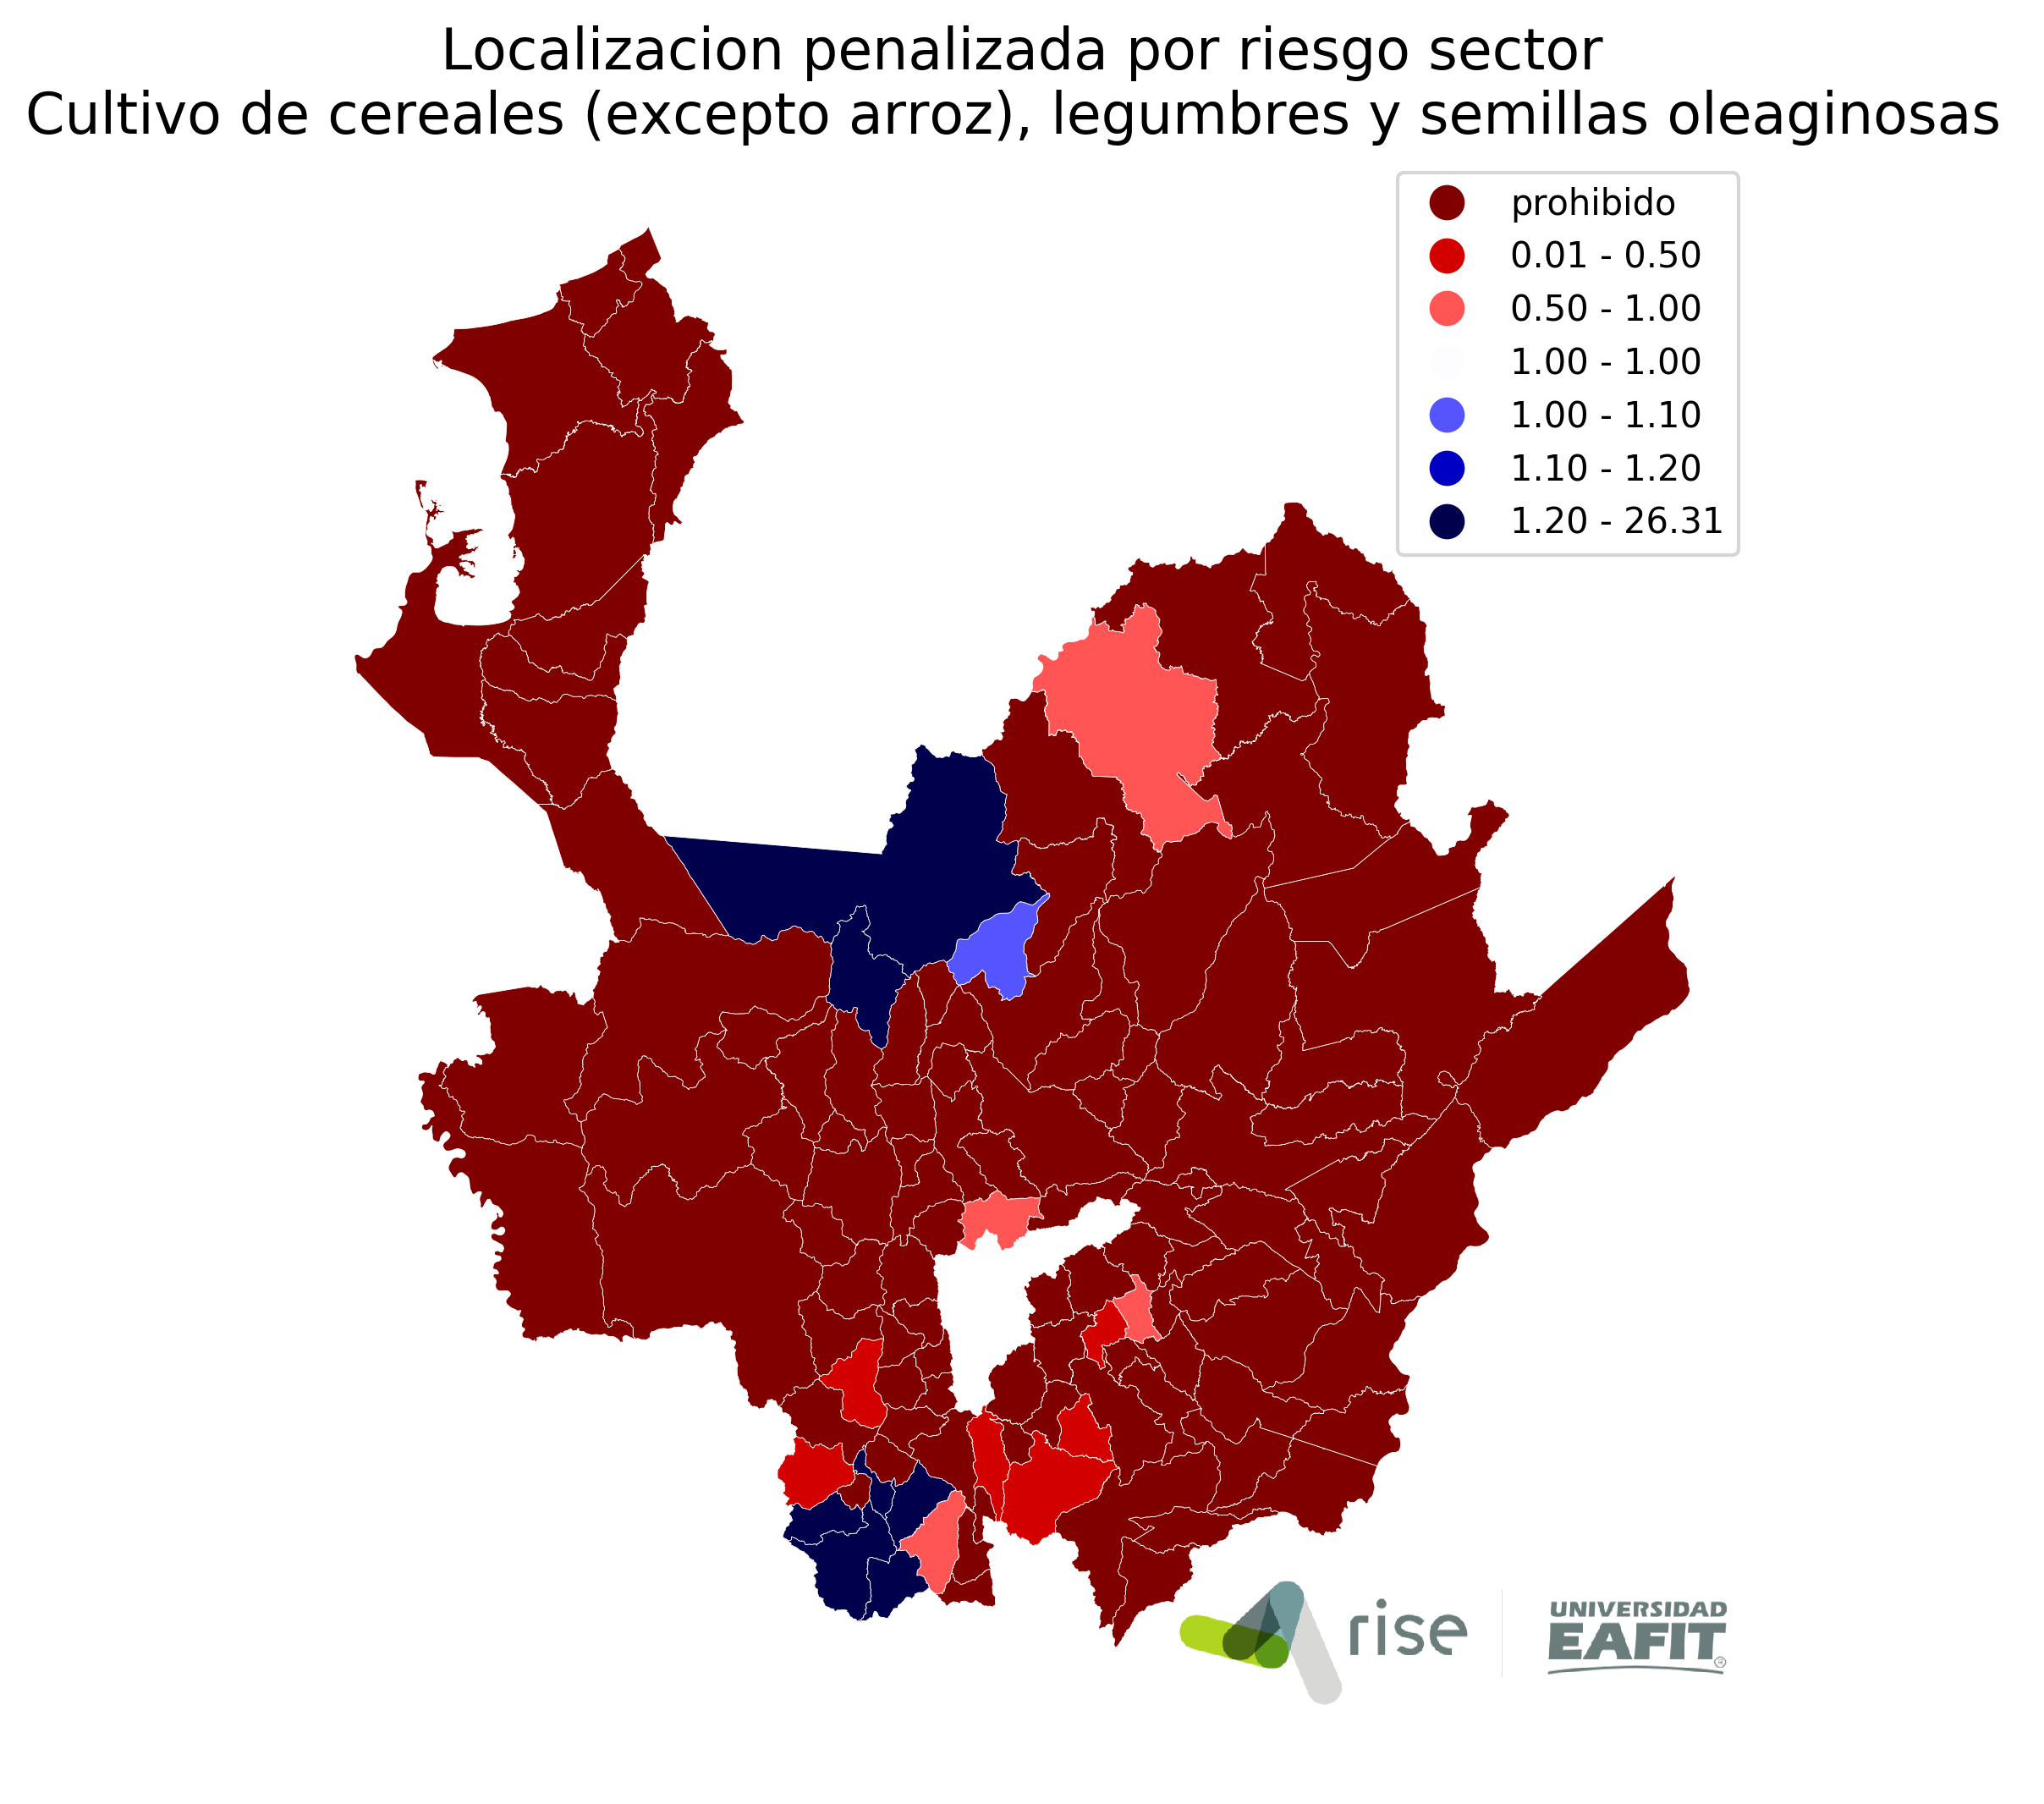 Localizacion penalizada por riesgo sector
Cultivo de cereales (excepto arroz), legumbres y semillas oleaginosas
prohibido
0.01 - 0.50
0.50 - 1.00
1.00 - 1.00
1.00 - 1.10
1.10 - 1.20
1.20 - 26.31
rise
UNIVERSIDAD
EAFIT®